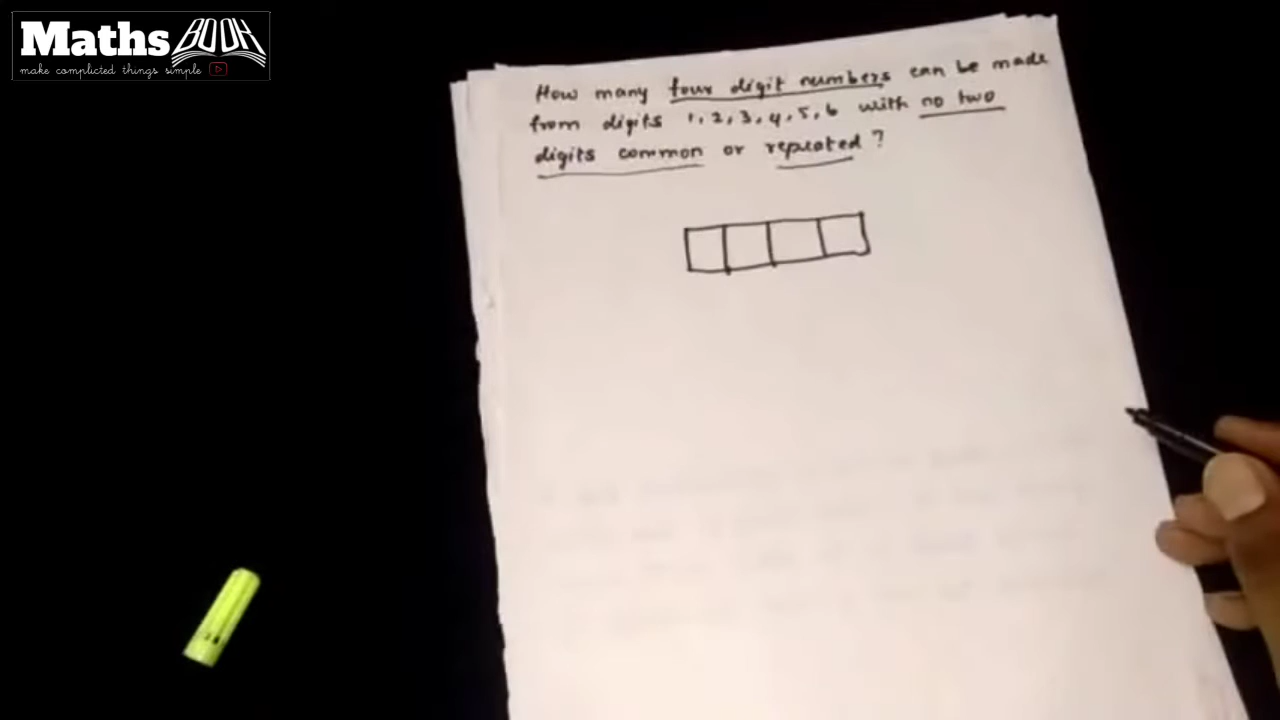 Maths BOOK
make complicted things simple
How many four digit numbers can be made
from digits 1, 2, 3, 4, 5, 6 with no two
digits common or repeated ?